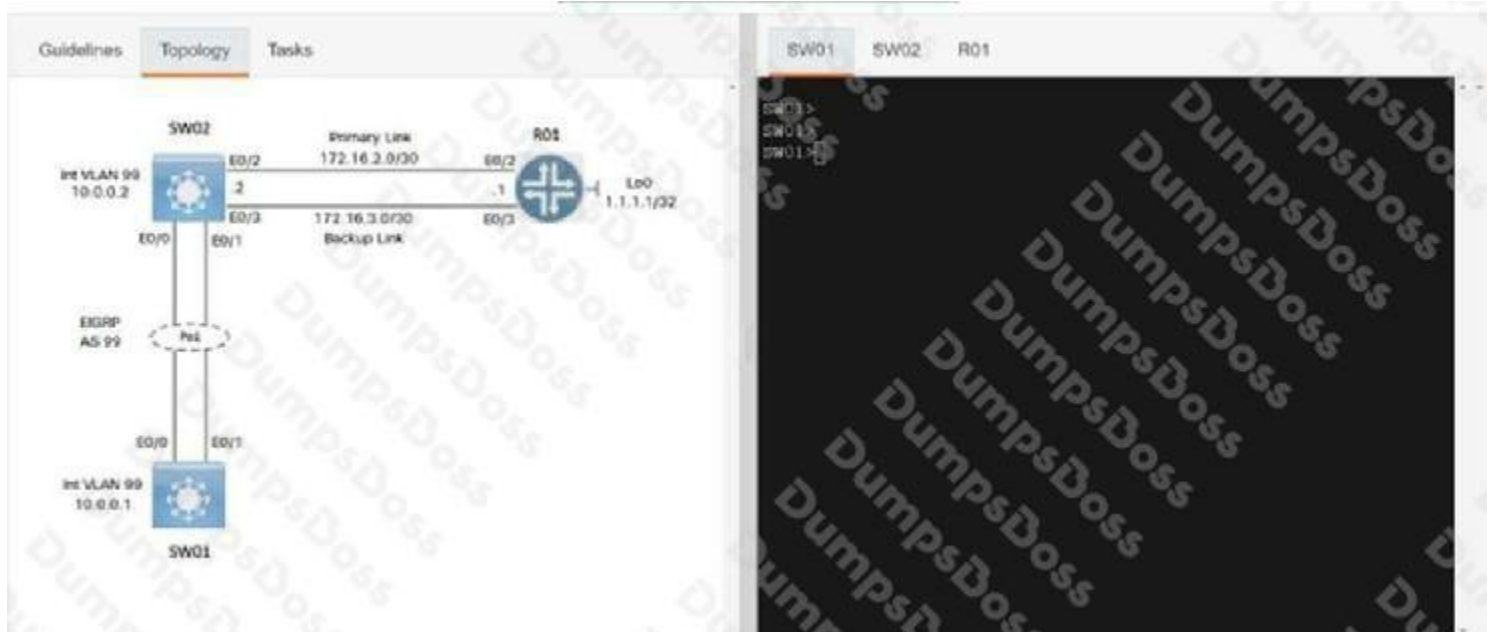 Guidelines Topology Tasks
SW01 SW02 R01
SW01>
SW01>
SW01>
SW02
Primary Link
172.16.2.0/30
R01
E0/2
E0/2
Int VLAN 99
10.0.0.2
.2
.1
Lo0
1.1.1.1/32
E0/3
172.16.3.0/30
E0/3
Backup Link
E0/0
E0/1
EIGRP
AS 99
Po1
E0/0
E0/1
Int VLAN 99
10.0.0.1
SW01
DumpsDoss